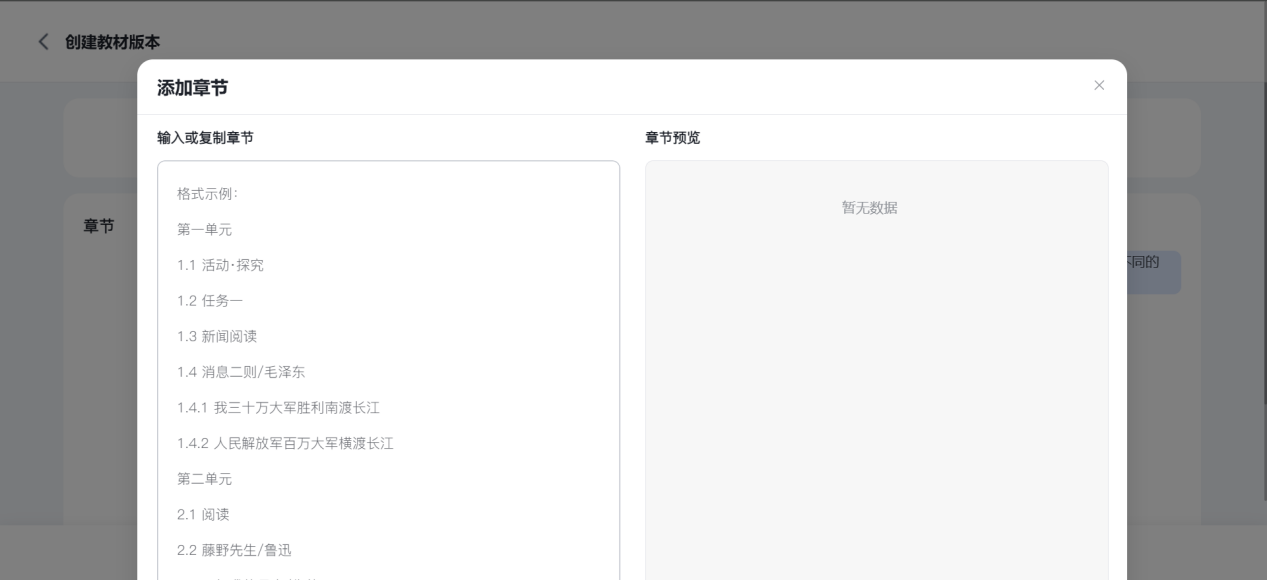 创建教材版本
添加章节
输入或复制章节
章节预览
格式示例：
暂无数据
第一单元
章节
1.1 活动·探究
不同的
1.2 任务一
1.3 新闻阅读
1.4 消息二则/毛泽东
1.4.1 我三十万大军胜利南渡长江
1.4.2 人民解放军百万大军横渡长江
第二单元
2.1 阅读
2.2 藤野先生/鲁迅